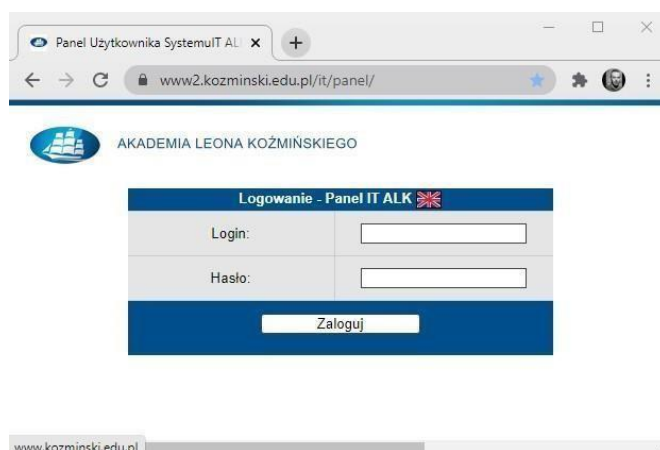 Panel Użytkownika SystemuIT AL
www2.kozminski.edu.pl/it/panel/
AKADEMIA LEONA KOŹMIŃSKIEGO
Logowanie - Panel IT ALK
Login:
Hasło:
Zaloguj
www.kozminski.edu.pl